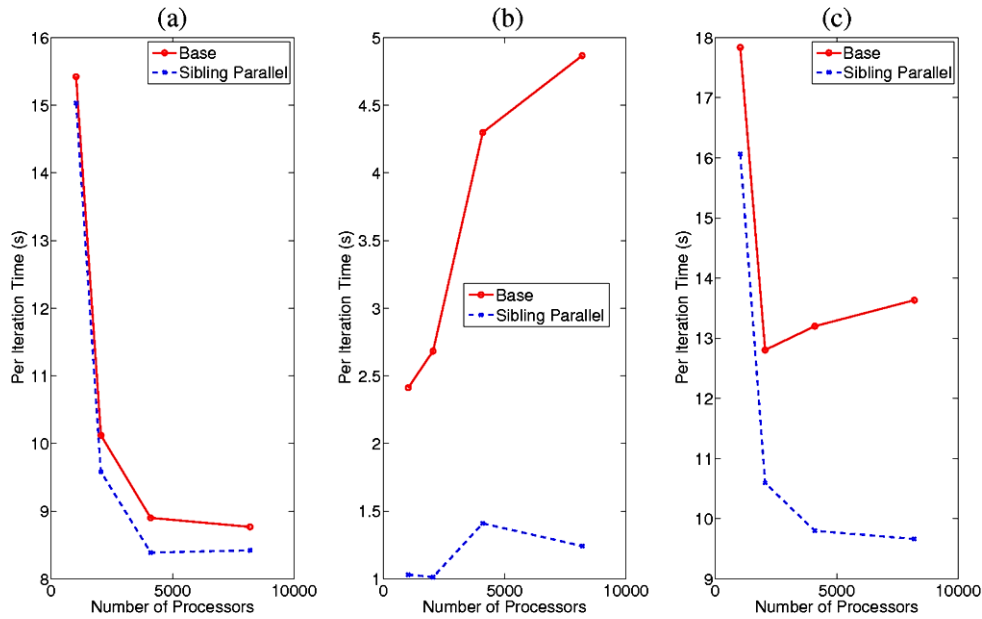 (a)
16
15
14
13
12
11
10
9
8
0
5000
10000
Per Iteration Time (s)
Number of Processors
Base
Sibling Parallel
(b)
5
4.5
4
3.5
3
2.5
2
1.5
1
0
5000
10000
Per Iteration Time (s)
Number of Processors
Base
Sibling Parallel
(c)
18
17
16
15
14
13
12
11
10
9
0
5000
10000
Per Iteration Time (s)
Number of Processors
Base
Sibling Parallel